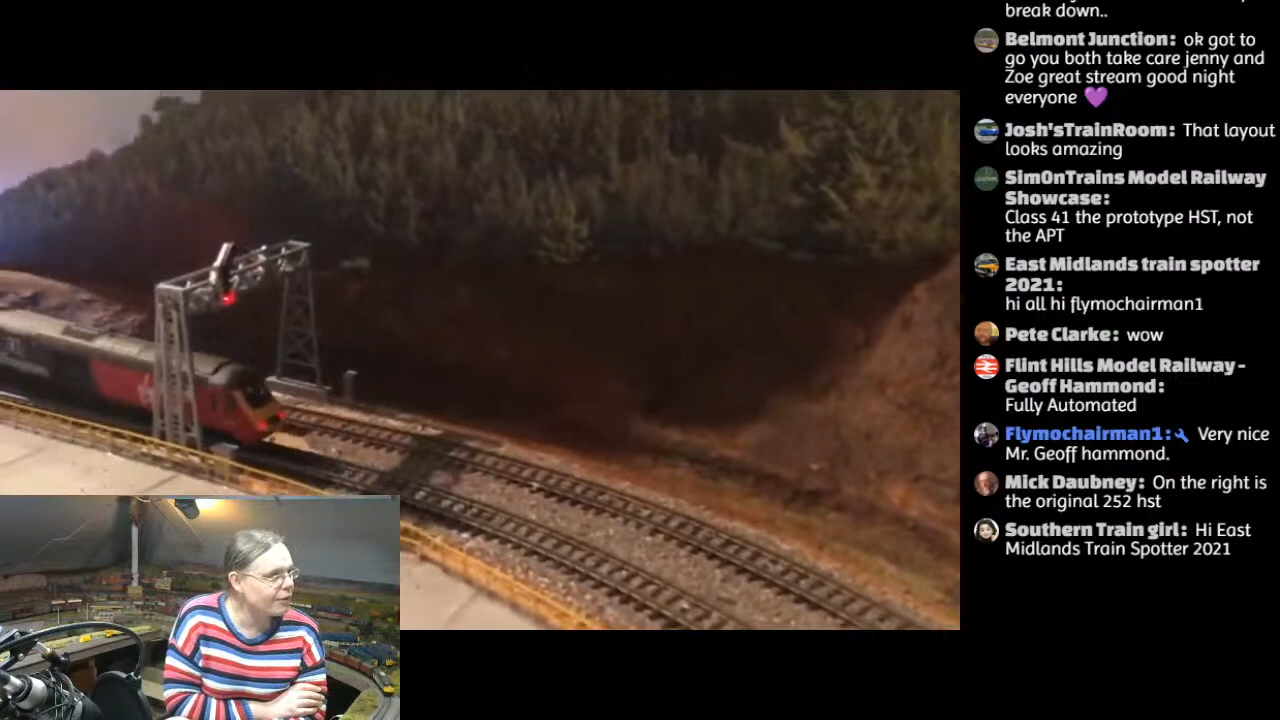 break down..
Belmont Junction: ok got to
go you both take care jenny and
Zoe great stream good night
everyone 💜
Josh'sTrainRoom: That layout
looks amazing
Sim0nTrains Model Railway
Showcase:
Class 41 the prototype HST, not
the APT
East Midlands train spotter
2021:
hi all hi flymochairman1
Pete Clarke: wow
Flint Hills Model Railway -
Geoff Hammond:
Fully Automated
Flymochairman1: Very nice
Mr. Geoff hammond.
Mick Daubney: On the right is
the original 252 hst
Southern Train girl: Hi East
Midlands Train Spotter 2021